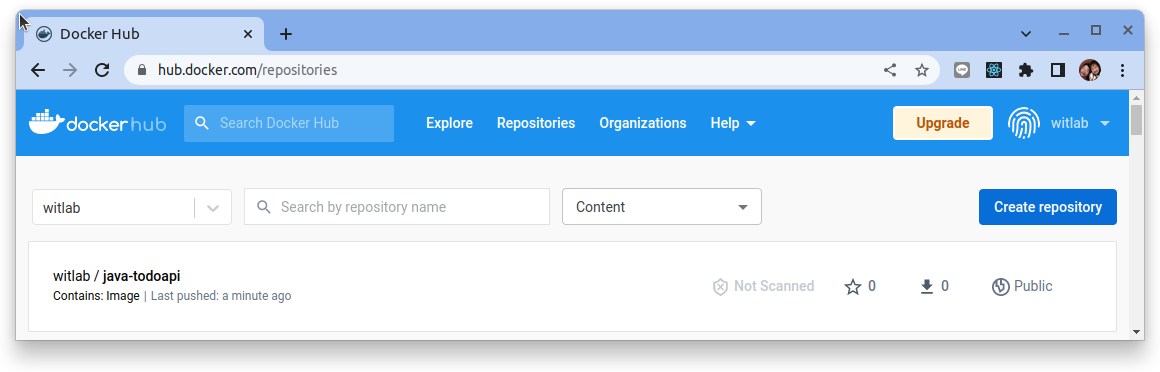 Docker Hub
hub.docker.com/repositories
docker hub
Search Docker Hub
Explore
Repositories
Organizations
Help
Upgrade
witlab
witlab
Search by repository name
Content
Create repository
witlab / java-todoapi
Not Scanned
0
0
Public
Contains: Image | Last pushed: a minute ago